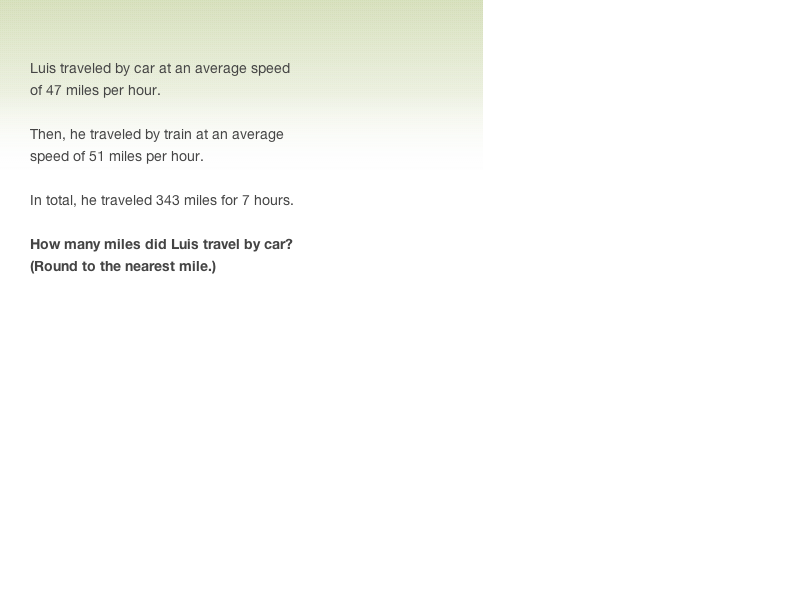 Luis traveled by car at an average speed
of 47 miles per hour.
Then, he traveled by train at an average
speed of 51 miles per hour.
In total, he traveled 343 miles for 7 hours.
How many miles did Luis travel by car?
(Round to the nearest mile.)